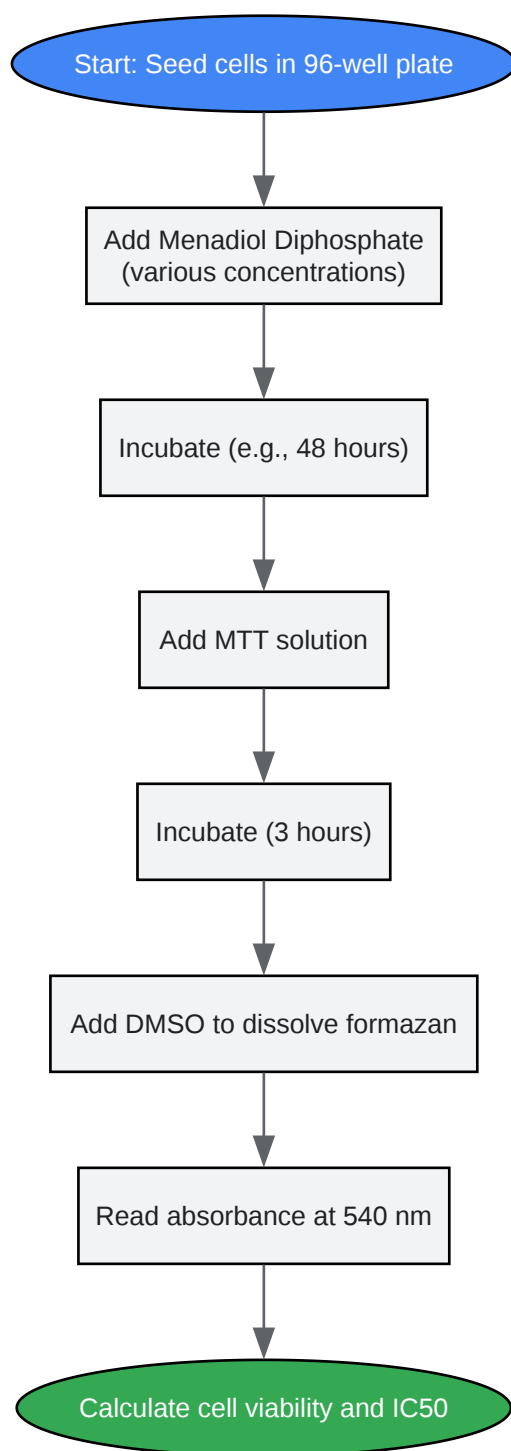 Start: Seed cells in 96-well plate
Add Menadiol Diphosphate
(various concentrations)
Incubate (e.g., 48 hours)
Add MTT solution
Incubate (3 hours)
Add DMSO to dissolve formazan
Read absorbance at 540 nm
Calculate cell viability and IC50